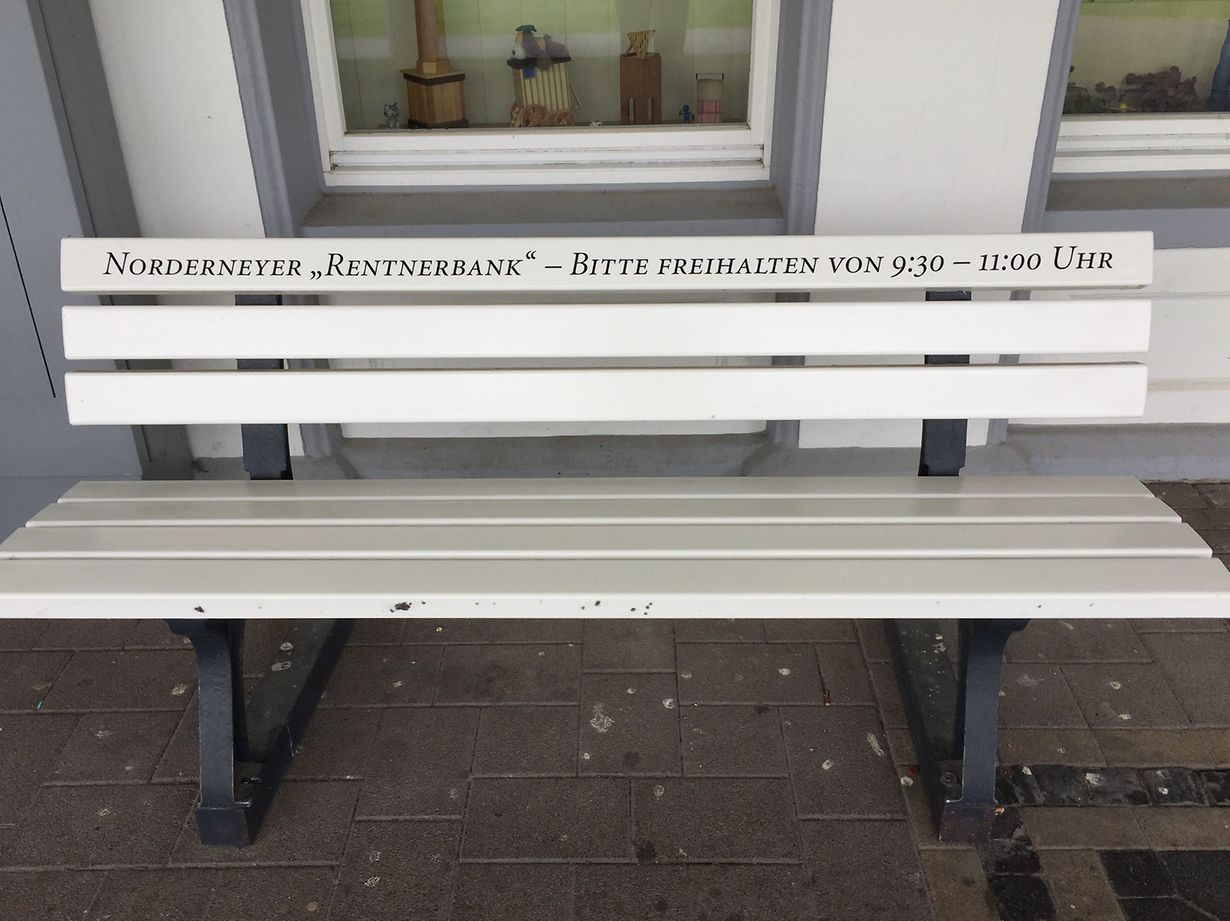 Norderneyer „Rentnerbank“ – Bitte freihalten von 9:30 – 11:00 Uhr